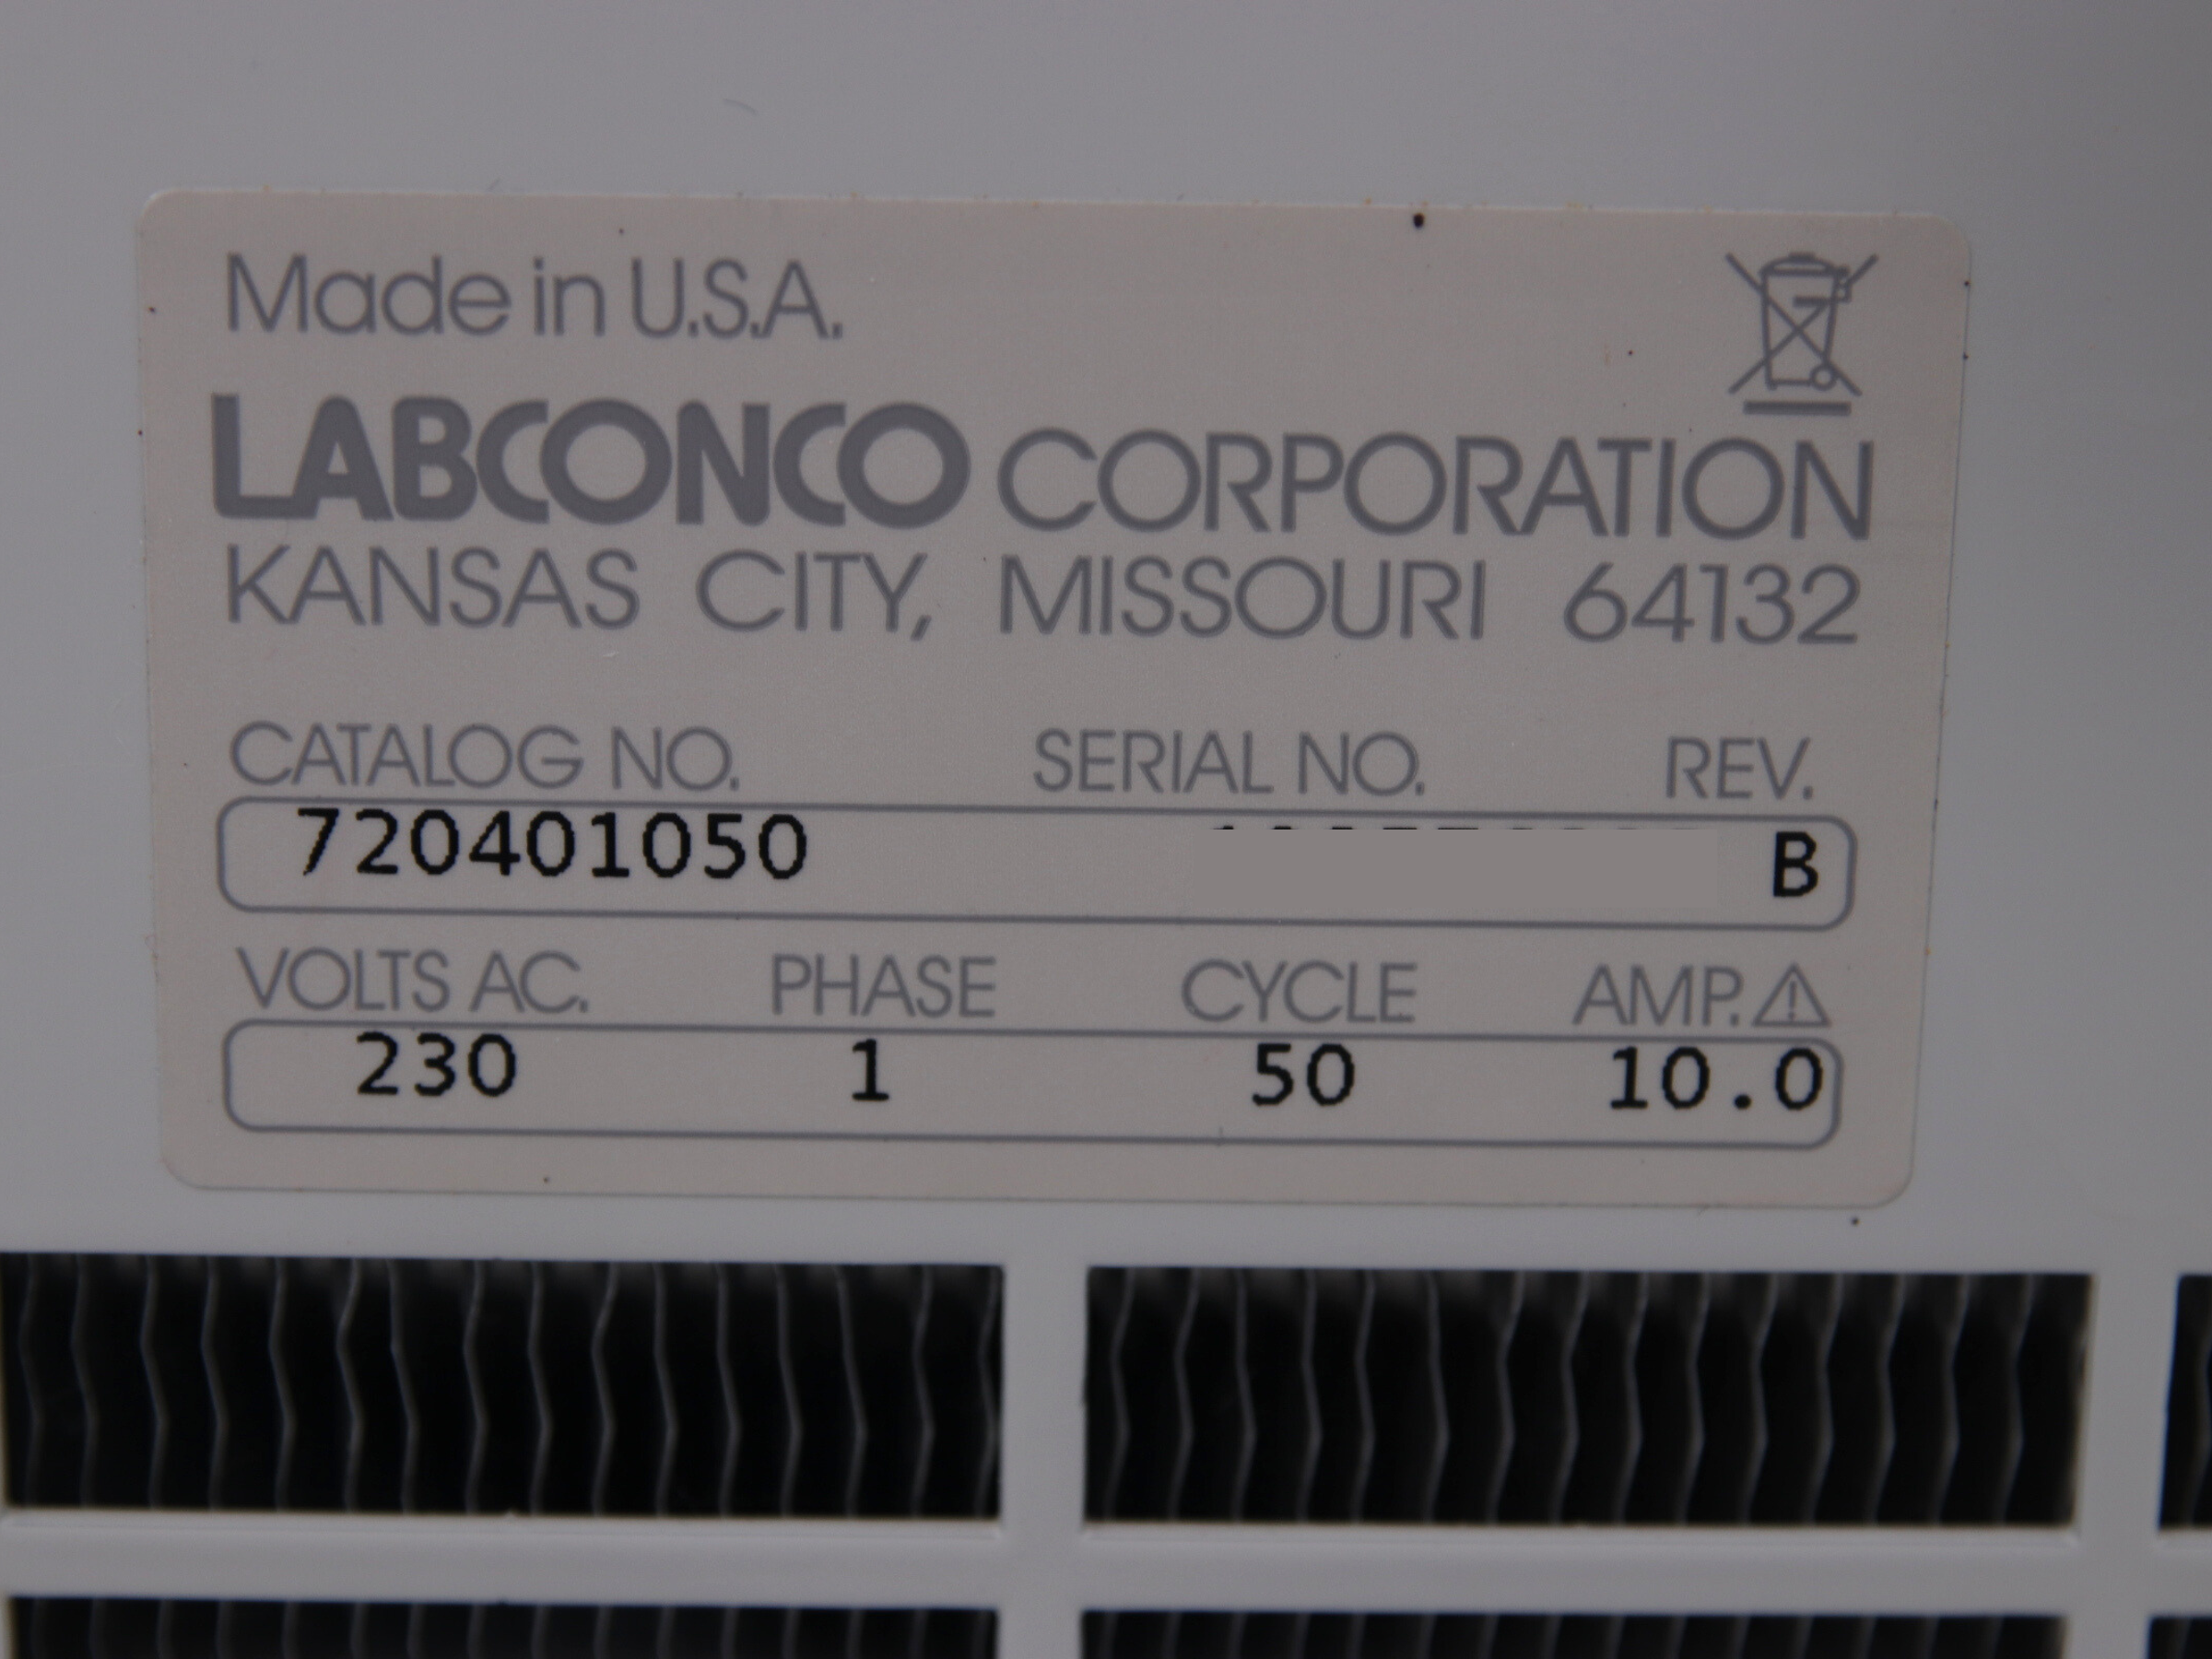 Made in U.S.A.
LABCONCO CORPORATION
KANSAS CITY, MISSOURI 64132
CATALOG NO. SERIAL NO. REV.
720401050 B
VOLTS AC. PHASE CYCLE AMP.
230 1 50 10.0